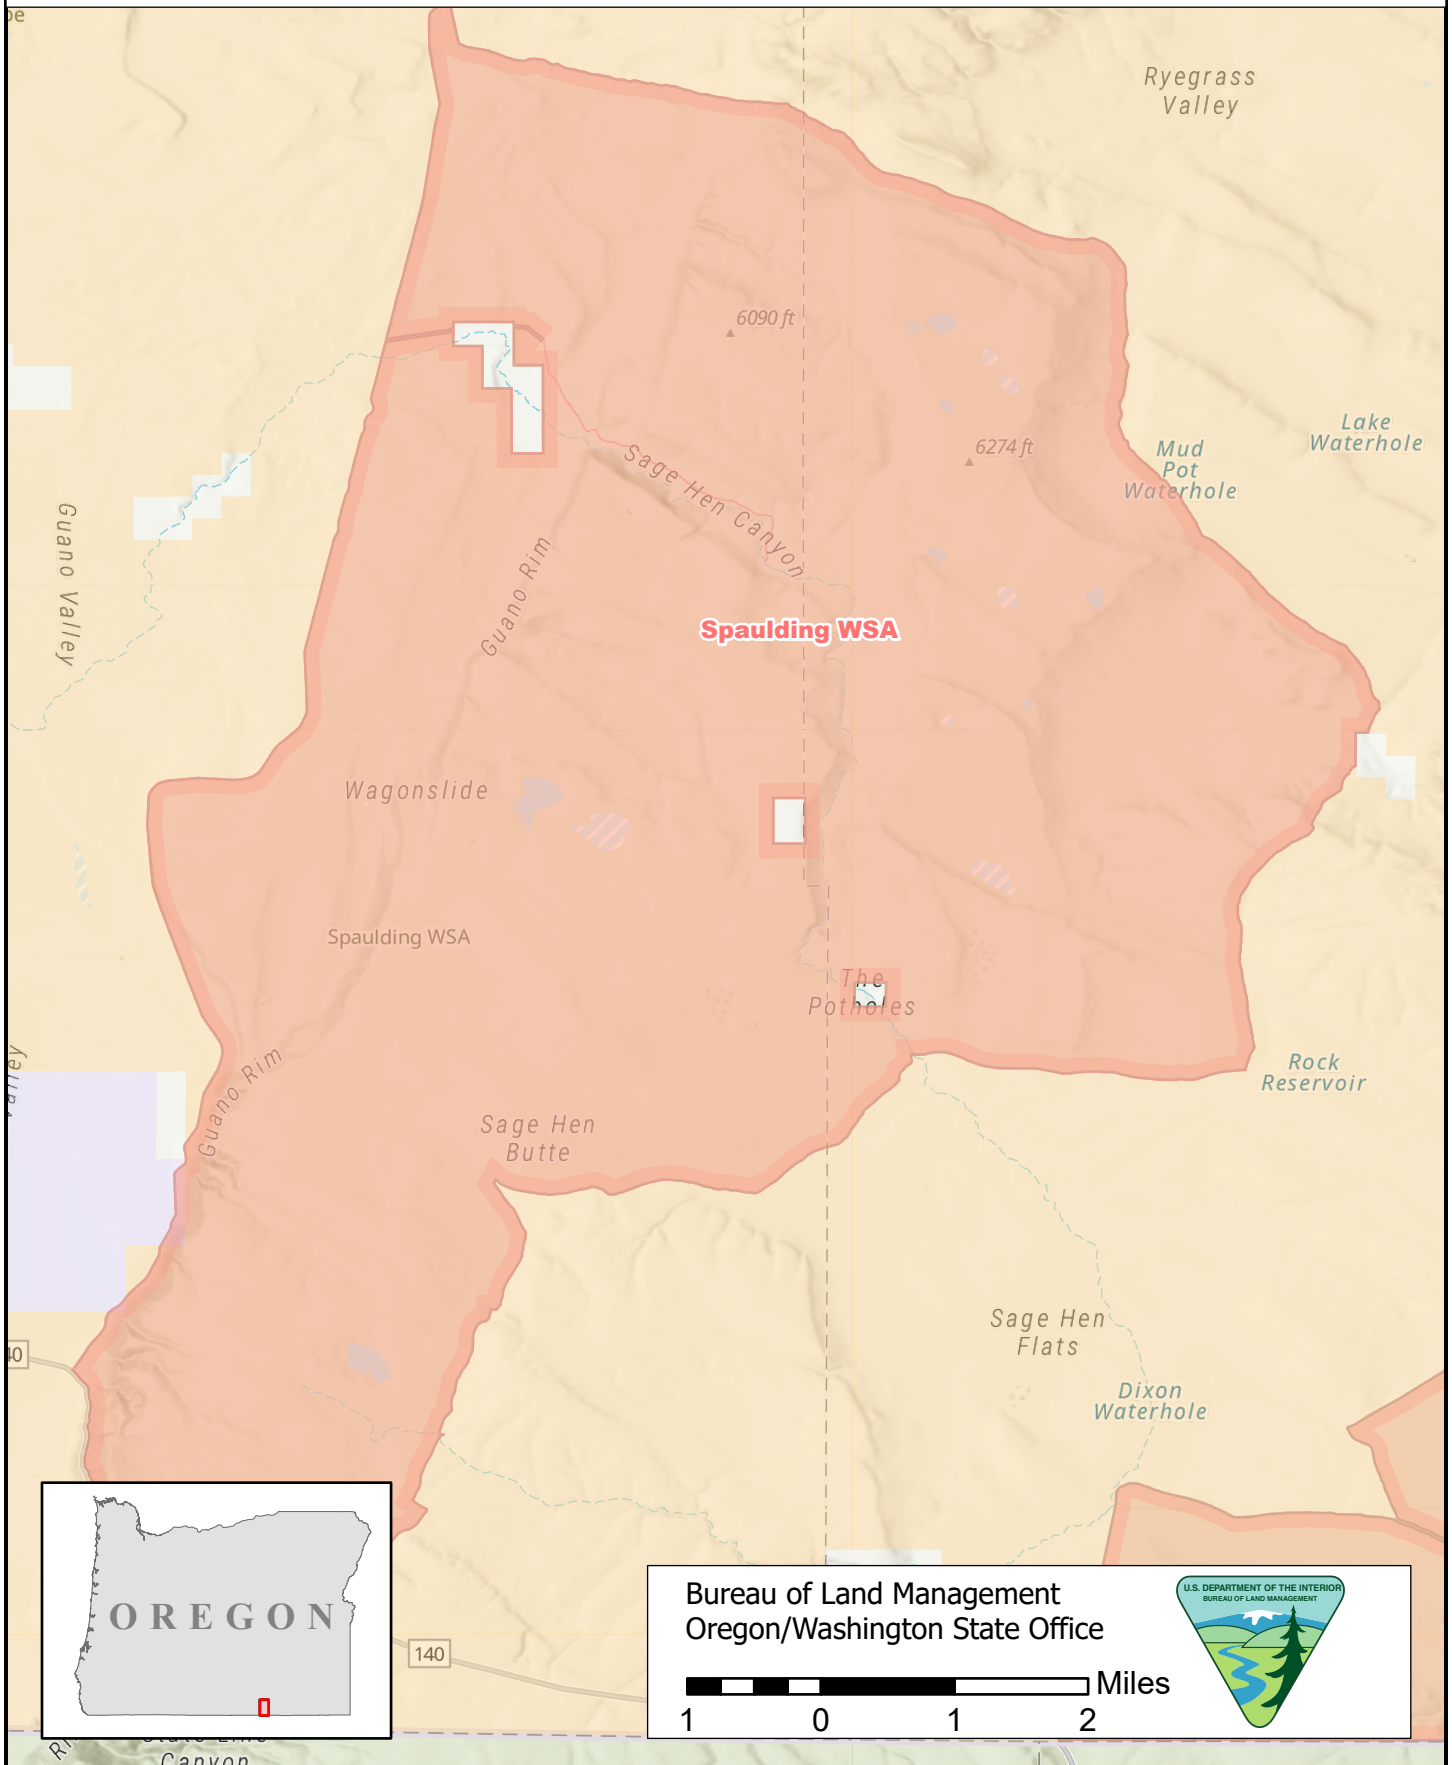 Ryegrass
Valley
6090 ft
6274 ft
Lake
Waterhole
Mud
Pot
Waterhole
Sage Hen Canyon
Guano Valley
Guano Rim
Spaulding WSA
Wagonslide
Spaulding WSA
The
Potholes
Guano Rim
Rock
Reservoir
Sage Hen
Butte
Sage Hen
Flats
Dixon
Waterhole
OREGON
140
Bureau of Land Management
Oregon/Washington State Office
Miles
1 0 1 2
U.S. DEPARTMENT OF THE INTERIOR
BUREAU OF LAND MANAGEMENT
Canyon